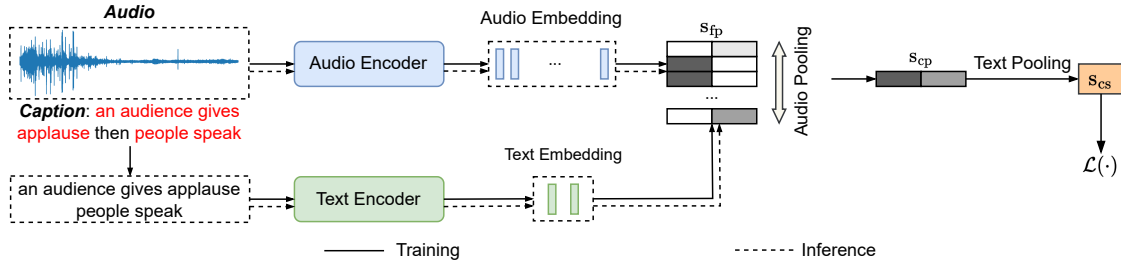 Audio
Audio Embedding
Audio Encoder
...
s_fp
...
Audio Pooling
s_cp
Text Pooling
s_cs
ℒ(·)
Caption: an audience gives
applause then people speak
an audience gives applause
people speak
Text Encoder
Text Embedding
Training
Inference